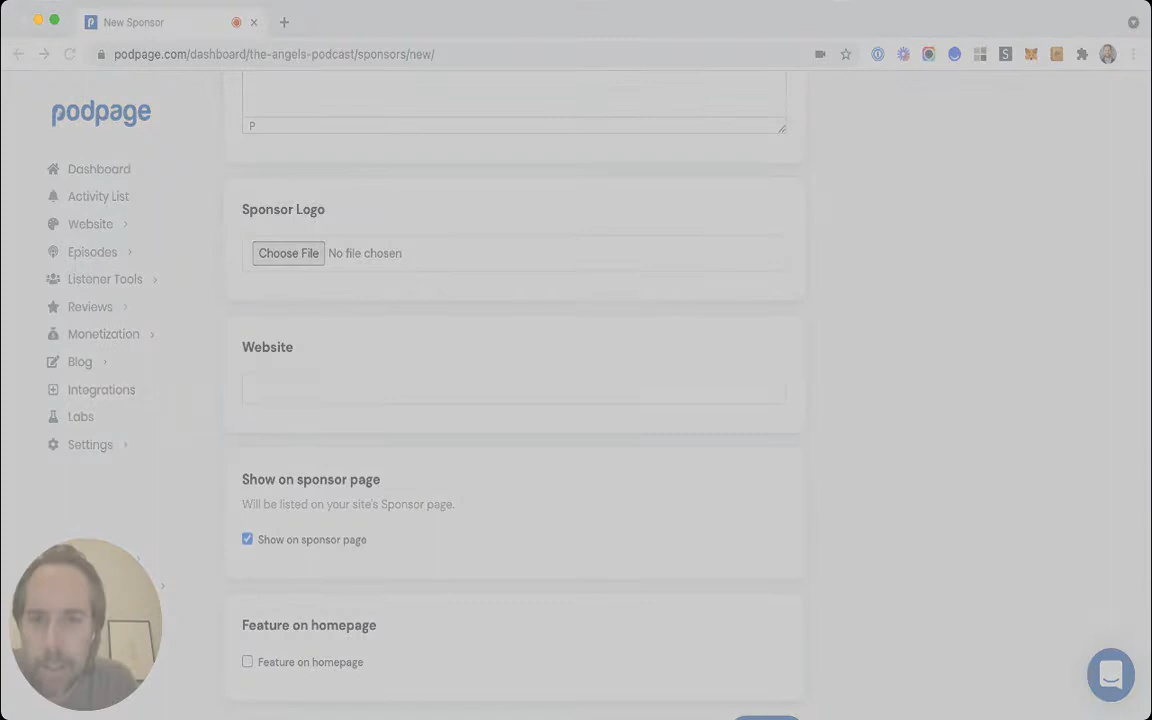 New Sponsor
podpage.com/dashboard/the-angels-podcast/sponsors/new/
podpage
Dashboard
Activity List
Website
Episodes
Listener Tools
Reviews
Monetization
Blog
Integrations
Labs
Settings
P
Sponsor Logo
Choose File No file chosen
Website
Show on sponsor page
Will be listed on your site's Sponsor page.
Show on sponsor page
Feature on homepage
Feature on homepage